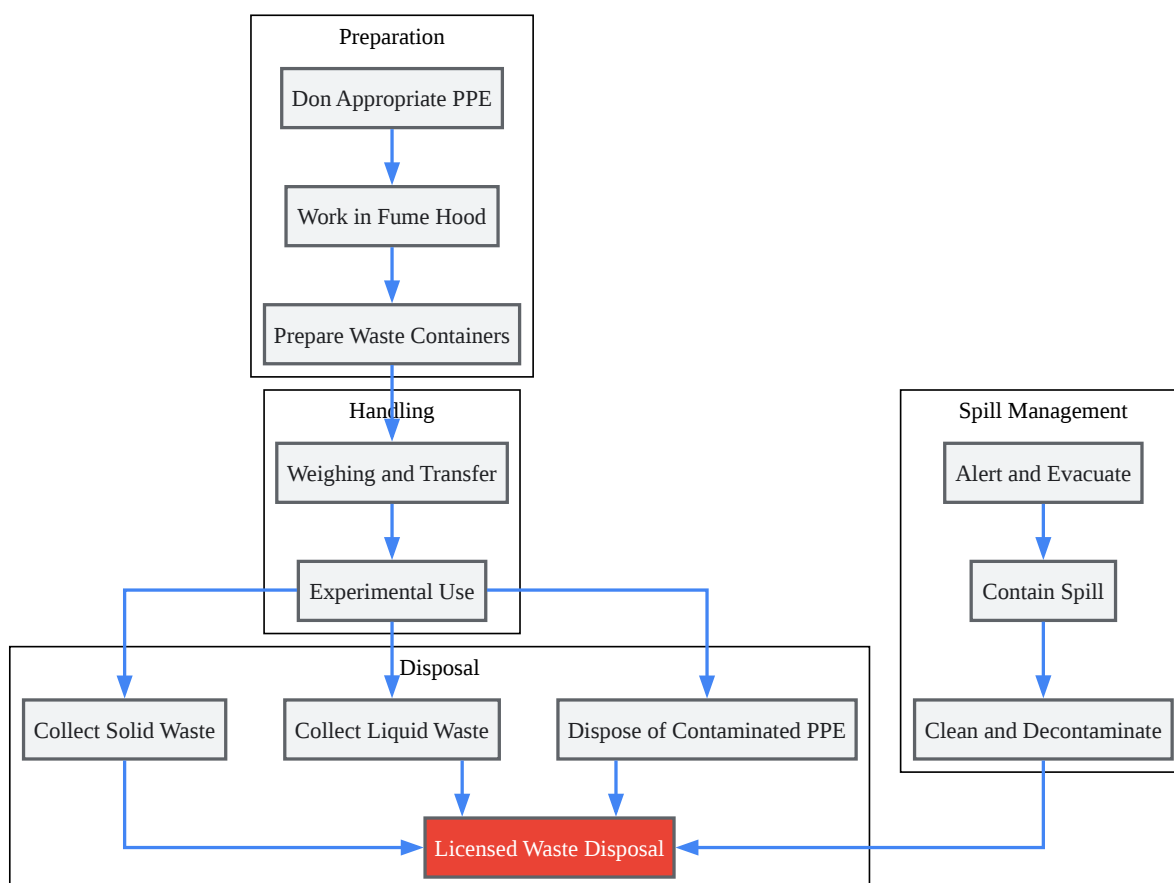 Preparation
Don Appropriate PPE
Work in Fume Hood
Prepare Waste Containers
Handling
Weighing and Transfer
Experimental Use
Spill Management
Alert and Evacuate
Contain Spill
Clean and Decontaminate
Disposal
Collect Solid Waste
Collect Liquid Waste
Dispose of Contaminated PPE
Licensed Waste Disposal